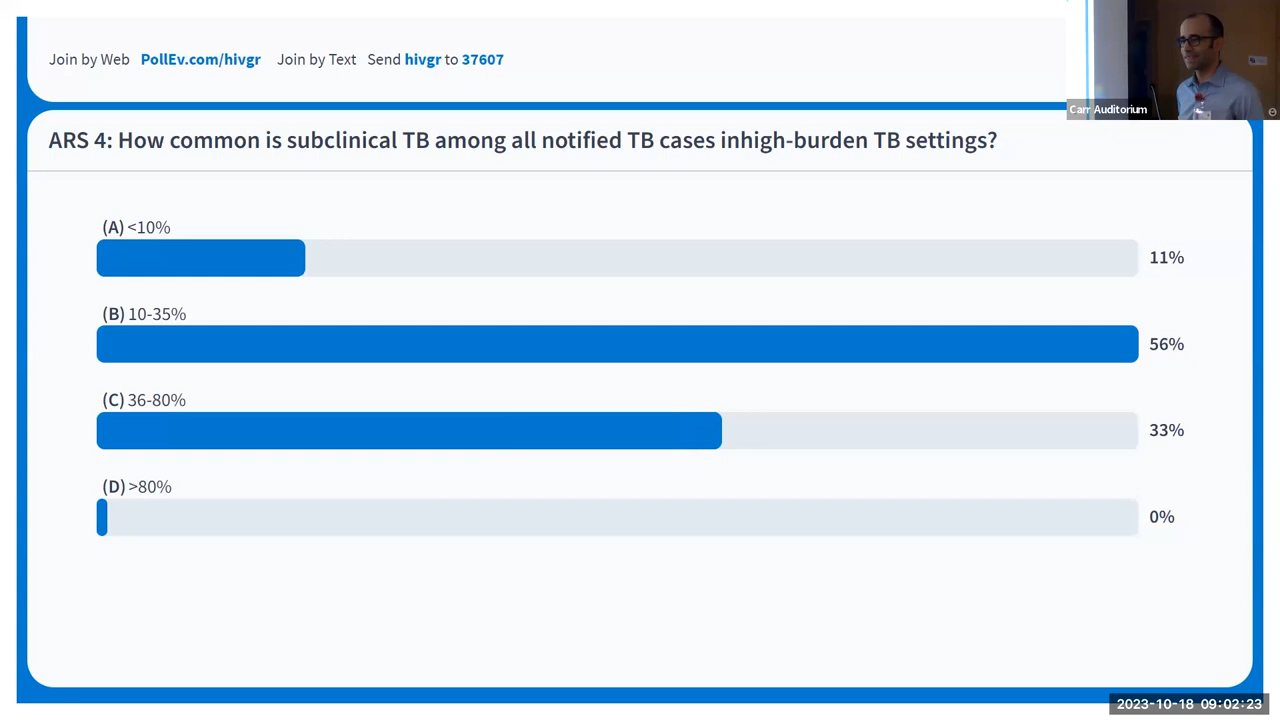 Join by Web PollEv.com/hivgr Join by Text Send hivgr to 37607
Carr Auditorium
ARS 4: How common is subclinical TB among all notified TB cases inhigh-burden TB settings?
(A) <10%
11%
(B) 10-35%
56%
(C) 36-80%
33%
(D) >80%
0%
2023-10-18 09:02:23